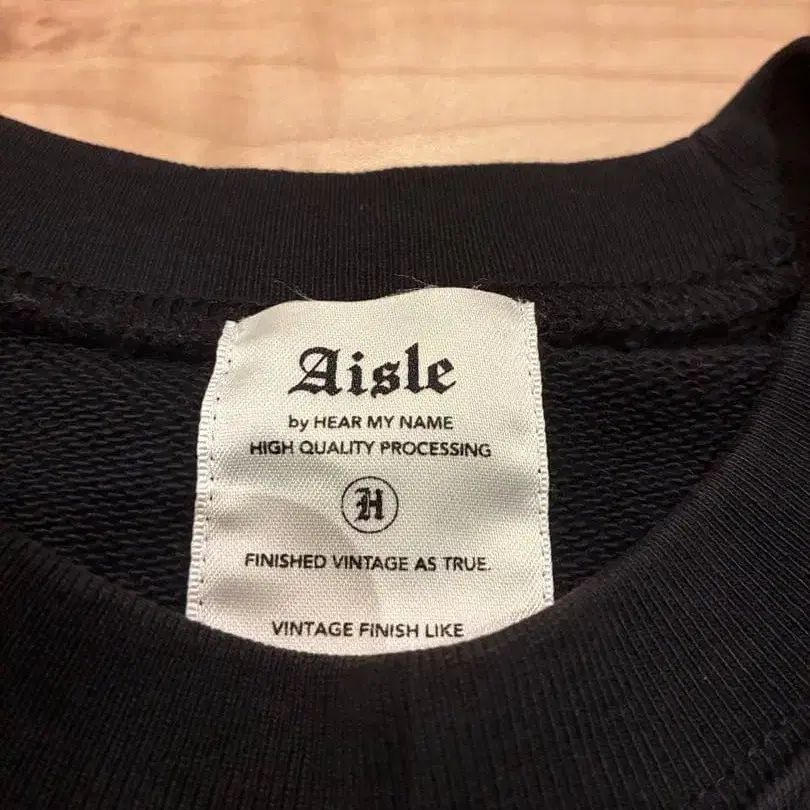 Aisle
by HEAR MY NAME
HIGH QUALITY PROCESSING
H
FINISHED VINTAGE AS TRUE.
VINTAGE FINISH LIKE